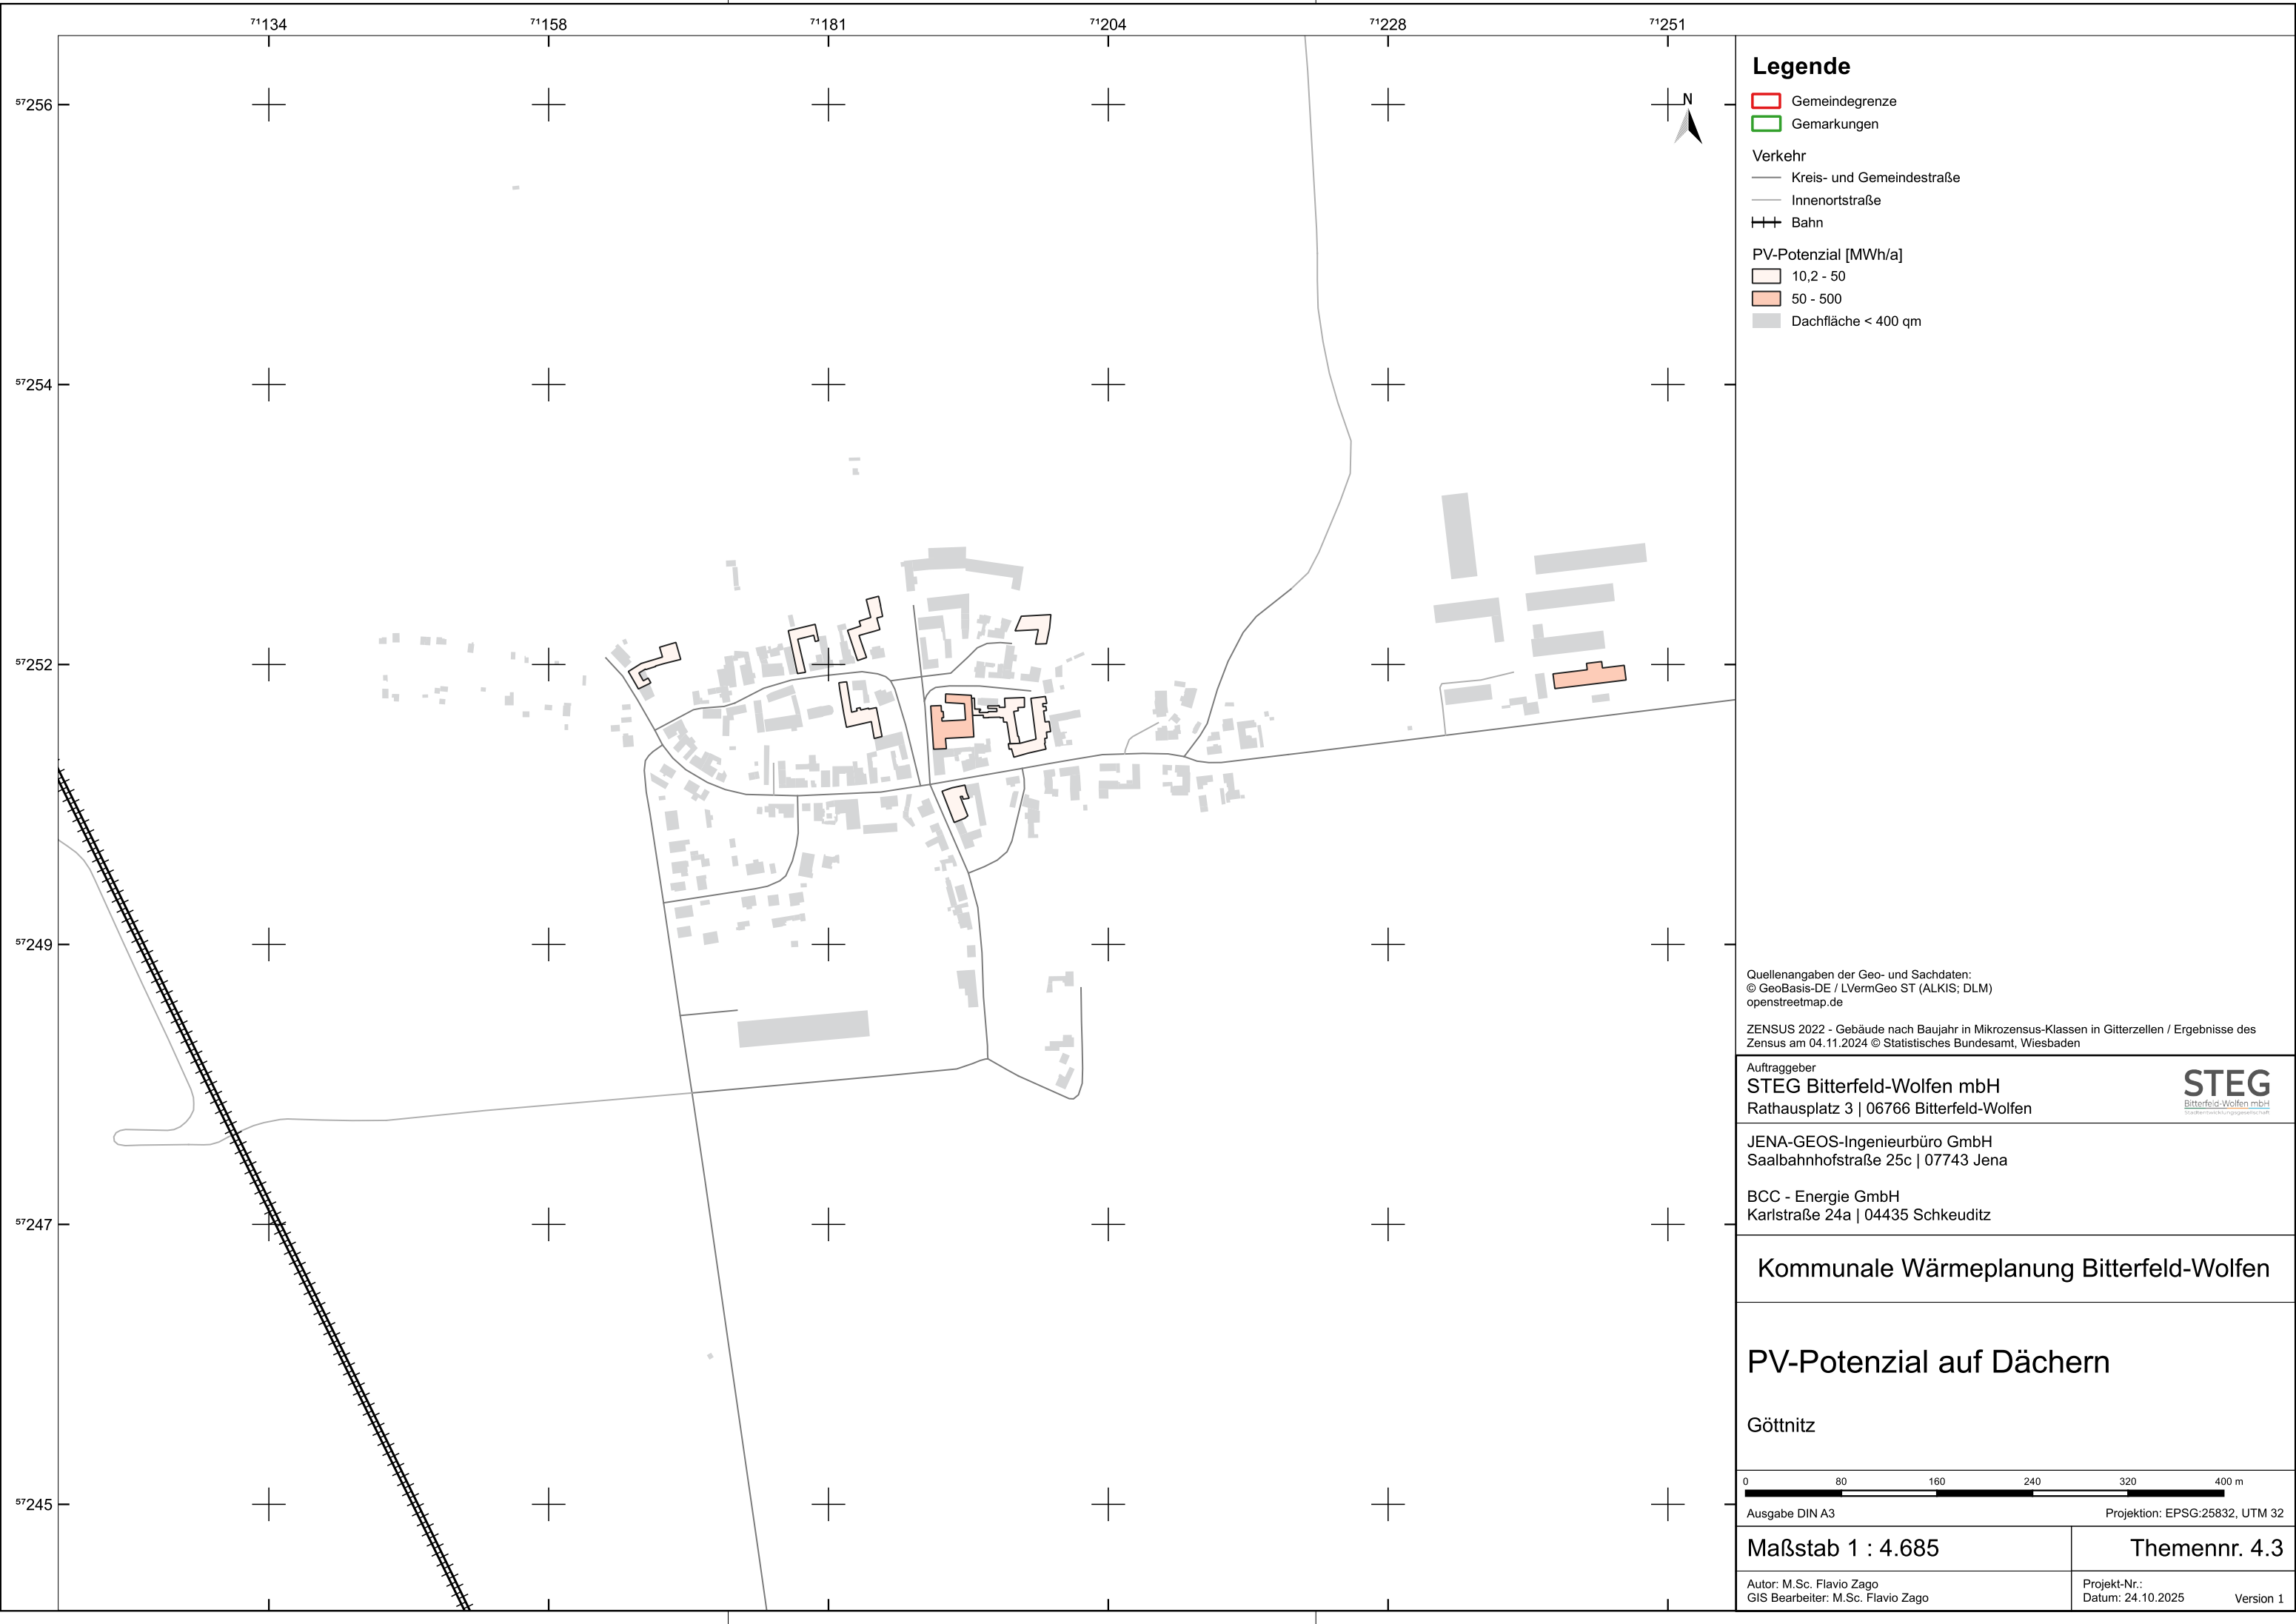 71134 71158 71181 71204 71228 71251
57256
57254
57252
57249
57247
57245
N
Legende
Gemeindegrenze
Gemarkungen
Verkehr
Kreis- und Gemeindestraße
Innenortstraße
Bahn
PV-Potenzial [MWh/a]
10,2 - 50
50 - 500
Dachfläche < 400 qm
Quellenangaben der Geo- und Sachdaten:
© GeoBasis-DE / LVermGeo ST (ALKIS; DLM)
openstreetmap.de
ZENSUS 2022 - Gebäude nach Baujahr in Mikrozensus-Klassen in Gitterzellen / Ergebnisse des
Zensus am 04.11.2024 © Statistisches Bundesamt, Wiesbaden
Auftraggeber
STEG Bitterfeld-Wolfen mbH
Rathausplatz 3 | 06766 Bitterfeld-Wolfen
STEG
Bitterfeld-Wolfen mbH
Stadtentwicklungsgesellschaft
JENA-GEOS-Ingenieurbüro GmbH
Saalbahnhofstraße 25c | 07743 Jena
BCC - Energie GmbH
Karlstraße 24a | 04435 Schkeuditz
Kommunale Wärmeplanung Bitterfeld-Wolfen
PV-Potenzial auf Dächern
Göttnitz
0 80 160 240 320 400 m
Ausgabe DIN A3 Projektion: EPSG:25832, UTM 32
Maßstab 1 : 4.685 Themennr. 4.3
Autor: M.Sc. Flavio Zago
GIS Bearbeiter: M.Sc. Flavio Zago
Projekt-Nr.:
Datum: 24.10.2025 Version 1